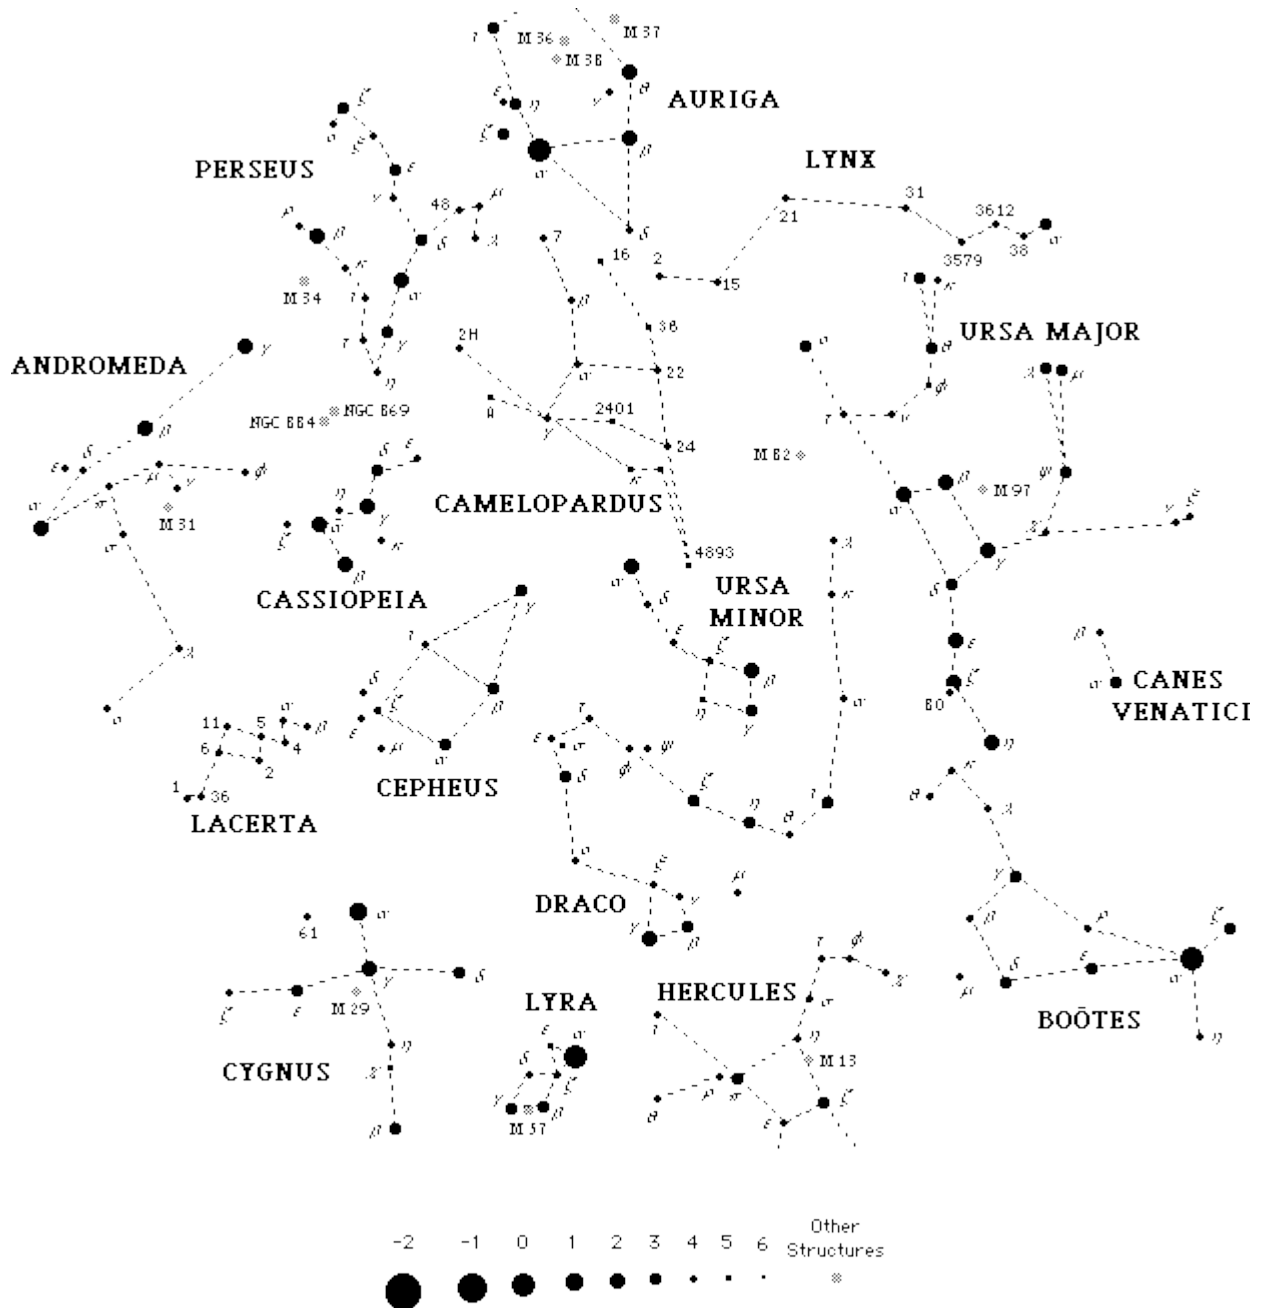 M 36
M 37
M 38
ι
ε
η
ν
θ
AURIGA
ζ
ζ
ο
ξ
β
α
LYNX
PERSEUS
ε
ν
48
μ
31
21
3612
ρ
β
δ
λ
7
δ
16
2
38
α
κ
15
3579
M 34
ι
α
β
ι
κ
URSA MAJOR
γ
τ
γ
2H
36
ο
θ
λ
μ
ANDROMEDA
η
α
22
φ
NGC 884
NGC 869
A
γ
2401
τ
υ
β
δ
ε
24
M 82
ε
δ
μ
ν
φ
κ
β
M 97
ψ
α
π
M 31
η
CAMELOPARDUS
α
ν
ξ
σ
ζ
α
γ
κ
χ
γ
4893
λ
β
CASSIOPEIA
α
URSA
MINOR
δ
δ
κ
γ
ε
ζ
ε
β
ι
λ
β
ζ
δ
ζ
β
η
γ
80
α
CANES
VENATICI
ο
ε
α
11
5
α
β
τ
6
4
μ
α
ε
σ
φ
ψ
η
2
CEPHEUS
δ
κ
1
36
ζ
η
ι
θ
LACERTA
θ
λ
ο
ξ
μ
γ
DRACO
ν
61
α
γ
β
β
ρ
ζ
γ
δ
τ
φ
ε
χ
δ
α
μ
ζ
ε
M 29
LYRA
HERCULES
σ
BOÖTES
ε
α
ι
η
η
CYGNUS
η
δ
M 13
χ
ζ
γ
β
θ
ρ
π
ζ
β
M 57
ε
Other
Structures
-2 -1 0 1 2 3 4 5 6